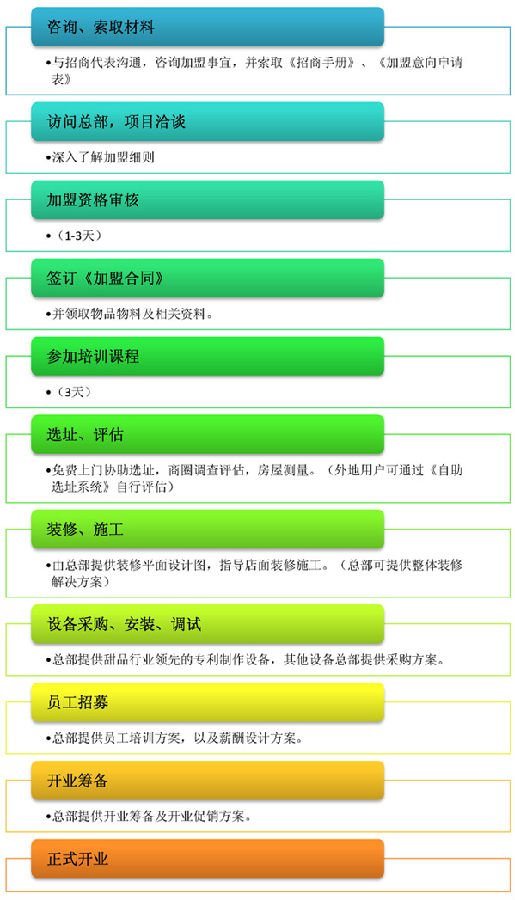 咨询、索取材料
•与招商代表沟通，咨询加盟事宜，并索取《招商手册》、《加盟意向申请
表》
访问总部，项目洽谈
•深入了解加盟细则
加盟资格审核
•（1-3天）
签订《加盟合同》
•并领取物品物料及相关资料。
参加培训课程
•（3天）
选址、评估
•免费上门协助选址，商圈调查评估，房屋测量。（外地用户可通过《自助
选址系统》自行评估）
装修、施工
•由总部提供装修平面设计图，指导店面装修施工。（总部可提供整体装修
解决方案）
设备采购、安装、调试
•总部提供甜品行业领先的专利制作设备，其他设备总部提供采购方案。
员工招募
•总部提供员工培训方案，以及薪酬设计方案。
开业筹备
•总部提供开业筹备及开业促销方案。
正式开业